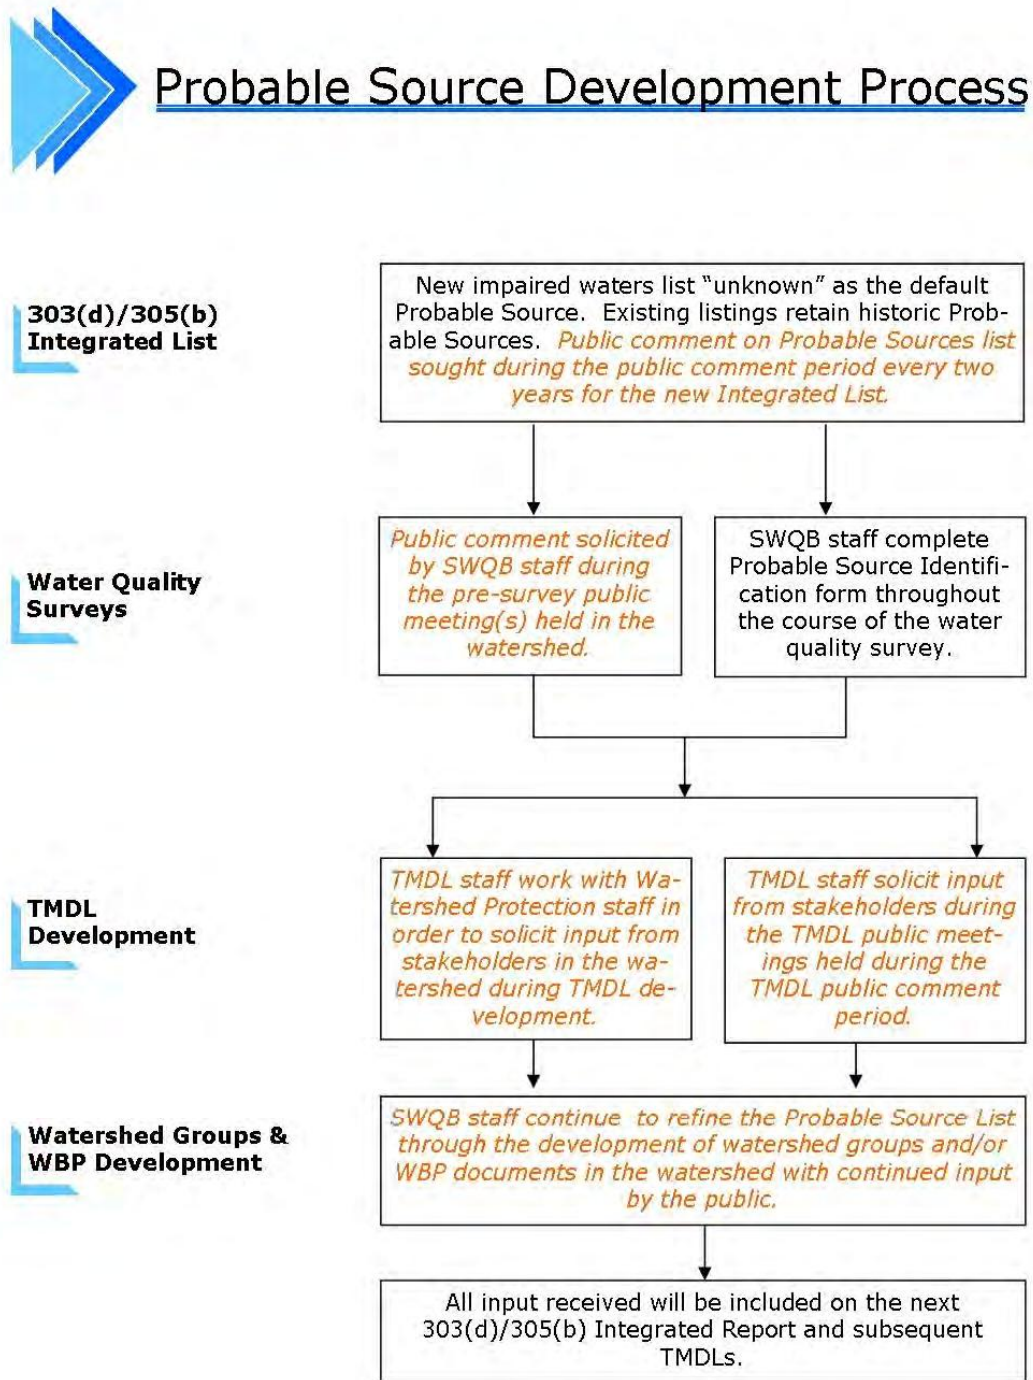 Probable Source Development Process
303(d)/305(b)
Integrated List
New impaired waters list “unknown” as the default
Probable Source. Existing listings retain historic Prob-
able Sources. Public comment on Probable Sources list
sought during the public comment period every two
years for the new Integrated List.
Water Quality
Surveys
Public comment solicited
by SWQB staff during
the pre-survey public
meeting(s) held in the
watershed.
SWQB staff complete
Probable Source Identifi-
cation form throughout
the course of the water
quality survey.
TMDL
Development
TMDL staff work with Wa-
tershed Protection staff in
order to solicit input from
stakeholders in the wa-
tershed during TMDL de-
velopment.
TMDL staff solicit input
from stakeholders during
the TMDL public meet-
ings held during the
TMDL public comment
period.
Watershed Groups &
WBP Development
SWQB staff continue to refine the Probable Source List
through the development of watershed groups and/or
WBP documents in the watershed with continued input
by the public.
All input received will be included on the next
303(d)/305(b) Integrated Report and subsequent
TMDLs.